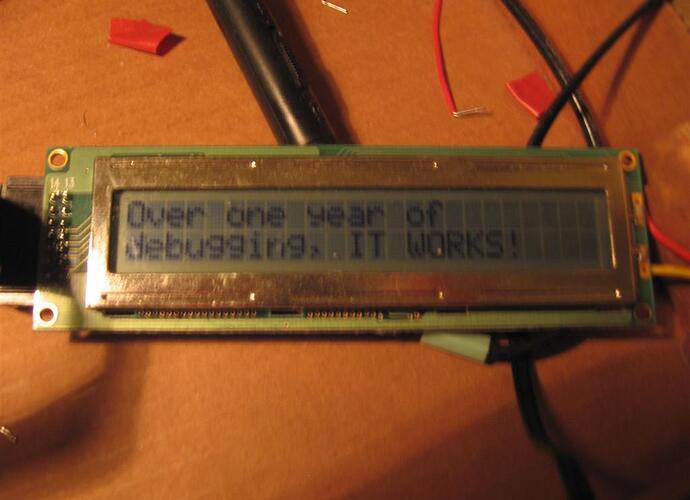 Over one year of
debugging, IT WORKS!